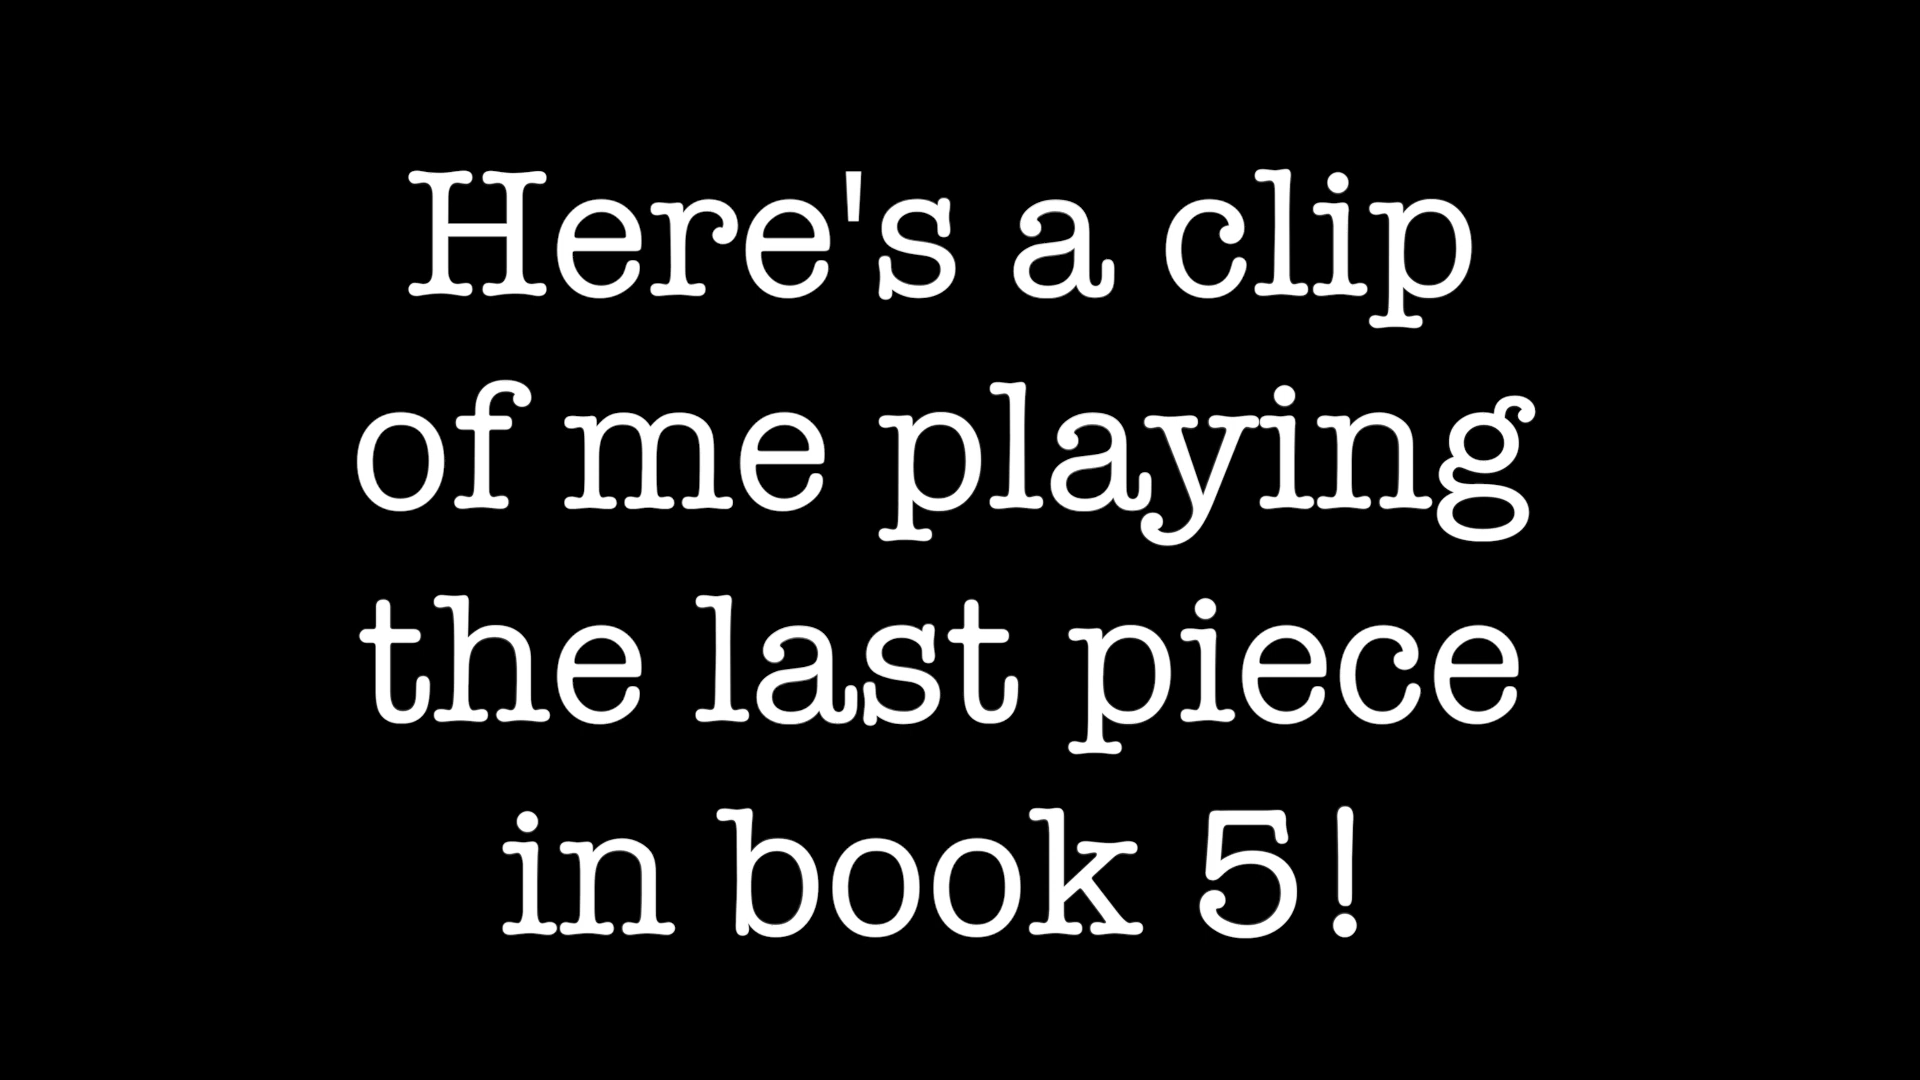 Here's a clip
of me playing
the last piece
in book 5!